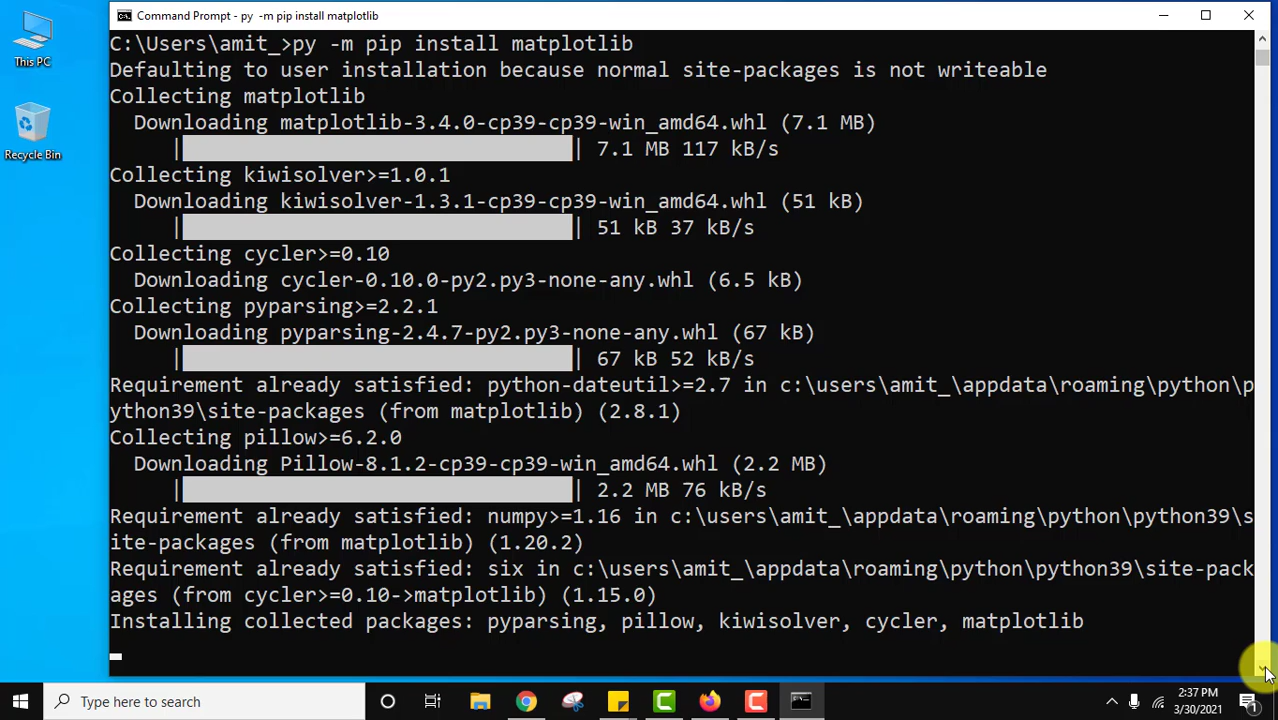 Command Prompt - py  -m pip install matplotlib
This PC
Recycle Bin
C:\Users\amit_>py -m pip install matplotlib
Defaulting to user installation because normal site-packages is not writeable
Collecting matplotlib
  Downloading matplotlib-3.4.0-cp39-cp39-win_amd64.whl (7.1 MB)
     |                                | 7.1 MB 117 kB/s
Collecting kiwisolver>=1.0.1
  Downloading kiwisolver-1.3.1-cp39-cp39-win_amd64.whl (51 kB)
     |                                | 51 kB 37 kB/s
Collecting cycler>=0.10
  Downloading cycler-0.10.0-py2.py3-none-any.whl (6.5 kB)
Collecting pyparsing>=2.2.1
  Downloading pyparsing-2.4.7-py2.py3-none-any.whl (67 kB)
     |                                | 67 kB 52 kB/s
Requirement already satisfied: python-dateutil>=2.7 in c:\users\amit_\appdata\roaming\python\p
ython39\site-packages (from matplotlib) (2.8.1)
Collecting pillow>=6.2.0
  Downloading Pillow-8.1.2-cp39-cp39-win_amd64.whl (2.2 MB)
     |                                | 2.2 MB 76 kB/s
Requirement already satisfied: numpy>=1.16 in c:\users\amit_\appdata\roaming\python\python39\s
ite-packages (from matplotlib) (1.20.2)
Requirement already satisfied: six in c:\users\amit_\appdata\roaming\python\python39\site-pack
ages (from cycler>=0.10->matplotlib) (1.15.0)
Installing collected packages: pyparsing, pillow, kiwisolver, cycler, matplotlib
Type here to search
2:37 PM
3/30/2021
1